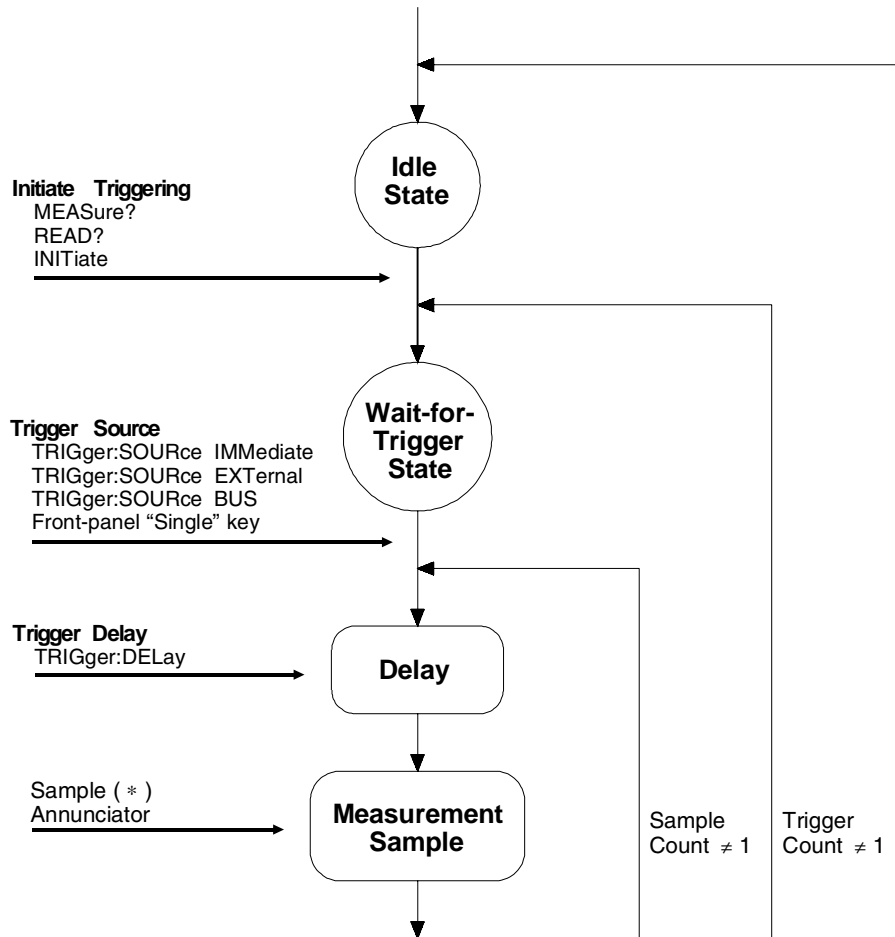 Idle
State
Initiate Triggering
MEASure?
READ?
INITiate
Wait-for-
Trigger
State
Trigger Source
TRIGger:SOURce IMMediate
TRIGger:SOURce EXTernal
TRIGger:SOURce BUS
Front-panel “Single” key
Trigger Delay
TRIGger:DELay
Delay
Sample ( * )
Annunciator
Measurement
Sample
Sample
Count ≠ 1
Trigger
Count ≠ 1